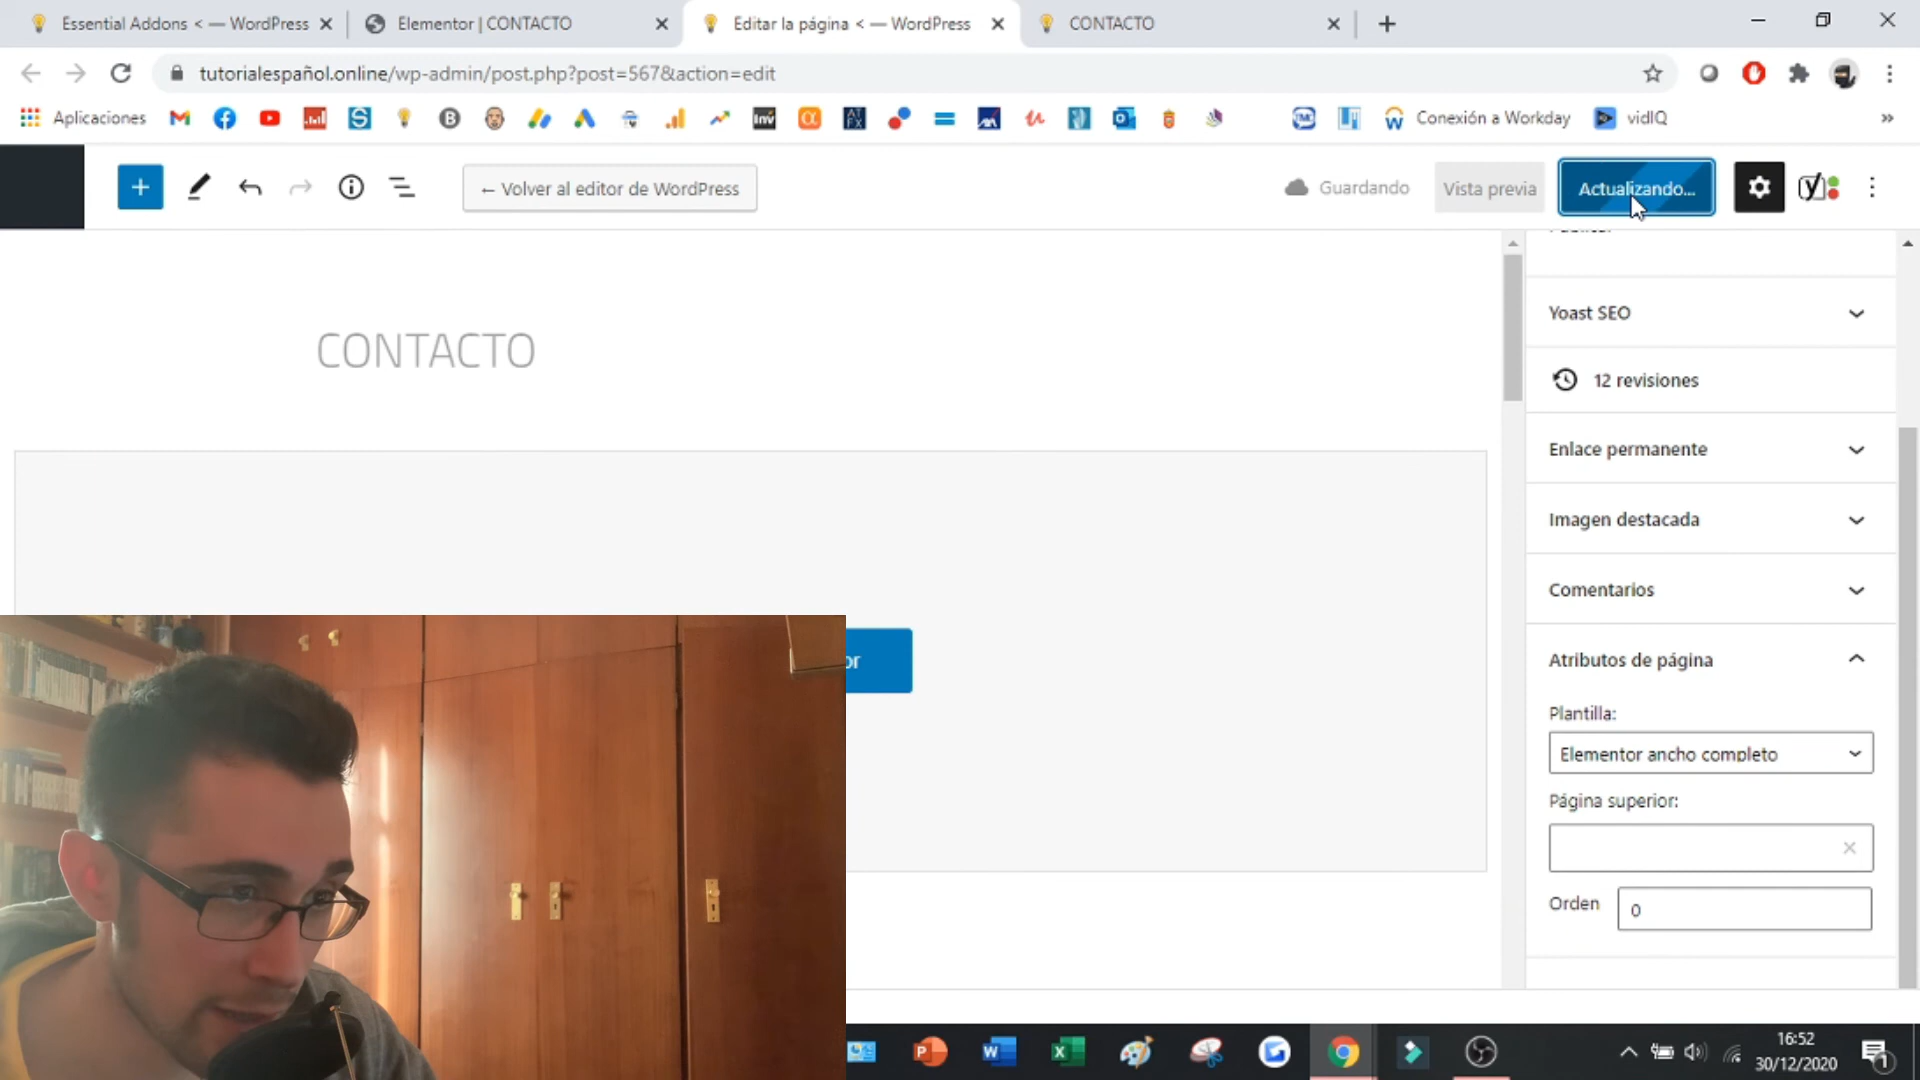 Essential Addons < — WordPress
Elementor | CONTACTO
Editar la página < — WordPress
CONTACTO
tutorialespañol.online/wp-admin/post.php?post=567&action=edit
Aplicaciones
Inv
Conexión a Workday
vidIQ
← Volver al editor de WordPress
Guardando
Vista previa
Actualizando...
CONTACTO
or
Yoast SEO
12 revisiones
Enlace permanente
Imagen destacada
Comentarios
Atributos de página
Plantilla:
Elementor ancho completo
Página superior:
Orden
0
16:52
30/12/2020
1